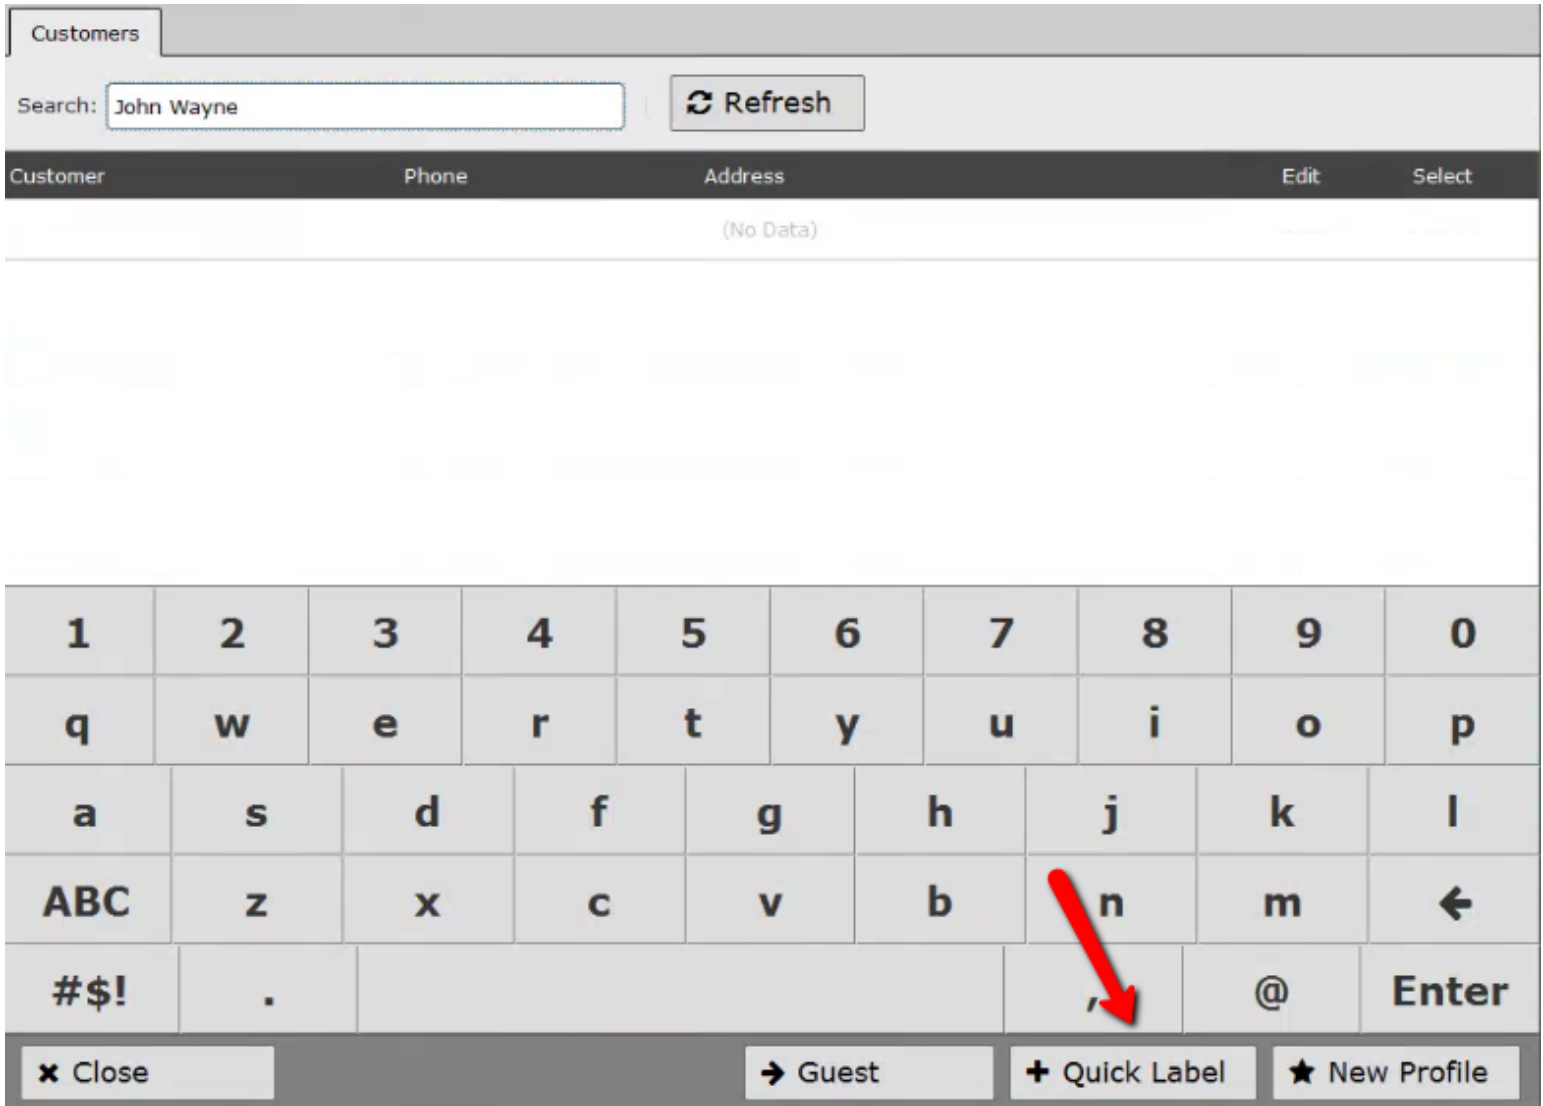 Customers
Search: John Wayne Refresh
Customer Phone Address Edit Select
(No Data)
1 2 3 4 5 6 7 8 9 0
q w e r t y u i o p
a s d f g h j k l
ABC z x c v b n m
#$! . , @ Enter
Close Guest Quick Label New Profile